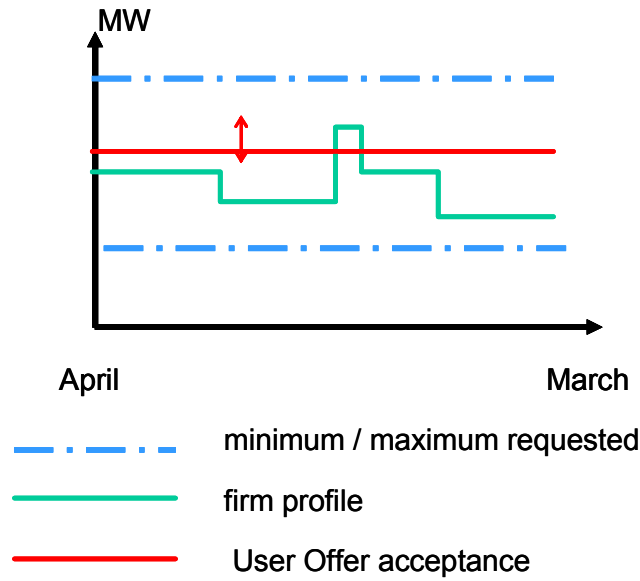 MW
April
March
minimum / maximum requested
firm profile
User Offer acceptance